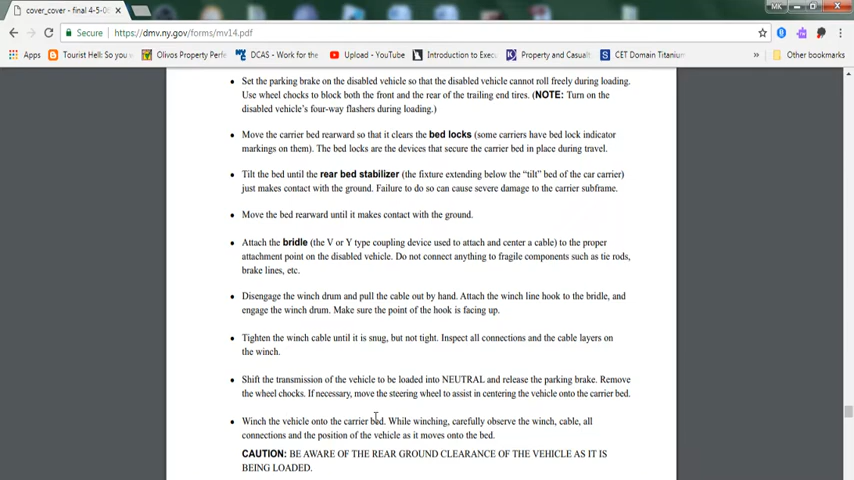 cover_cover - final 4-5-0
MK
Secure
https://dmv.ny.gov/forms/mv14.pdf
Apps
Tourist Hell: So you
Olivos Property Perfe
DCAS - Work for the
Upload - YouTube
Introduction to Exec
Property and Casualt
CET Domain Titanium
»
Other bookmarks
• Set the parking brake on the disabled vehicle so that the disabled vehicle cannot roll freely during loading.
Use wheel chocks to block both the front and the rear of the trailing end tires. (NOTE: Turn on the
disabled vehicle's four-way flashers during loading.)
• Move the carrier bed rearward so that it clears the bed locks (some carriers have bed lock indicator
markings on them). The bed locks are the devices that secure the carrier bed in place during travel.
• Tilt the bed until the rear bed stabilizer (the fixture extending below the “tilt” bed of the car carrier)
just makes contact with the ground. Failure to do so can cause severe damage to the carrier subframe.
• Move the bed rearward until it makes contact with the ground.
• Attach the bridle (the V or Y type coupling device used to attach and center a cable) to the proper
attachment point on the disabled vehicle. Do not connect anything to fragile components such as tie rods,
brake lines, etc.
• Disengage the winch drum and pull the cable out by hand. Attach the winch line hook to the bridle, and
engage the winch drum. Make sure the point of the hook is facing up.
• Tighten the winch cable until it is snug, but not tight. Inspect all connections and the cable layers on
the winch.
• Shift the transmission of the vehicle to be loaded into NEUTRAL and release the parking brake. Remove
the wheel chocks. If necessary, move the steering wheel to assist in centering the vehicle onto the carrier bed.
• Winch the vehicle onto the carrier bed. While winching, carefully observe the winch, cable, all
connections and the position of the vehicle as it moves onto the bed.
CAUTION: BE AWARE OF THE REAR GROUND CLEARANCE OF THE VEHICLE AS IT IS
BEING LOADED.